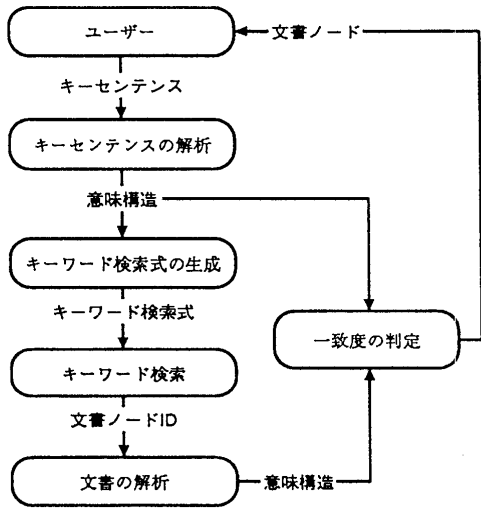 ユーザー
文書ノード
キーセンテンス
キーセンテンスの解析
意味構造
キーワード検索式の生成
キーワード検索式
一致度の判定
キーワード検索
文書ノードID
文書の解析
意味構造